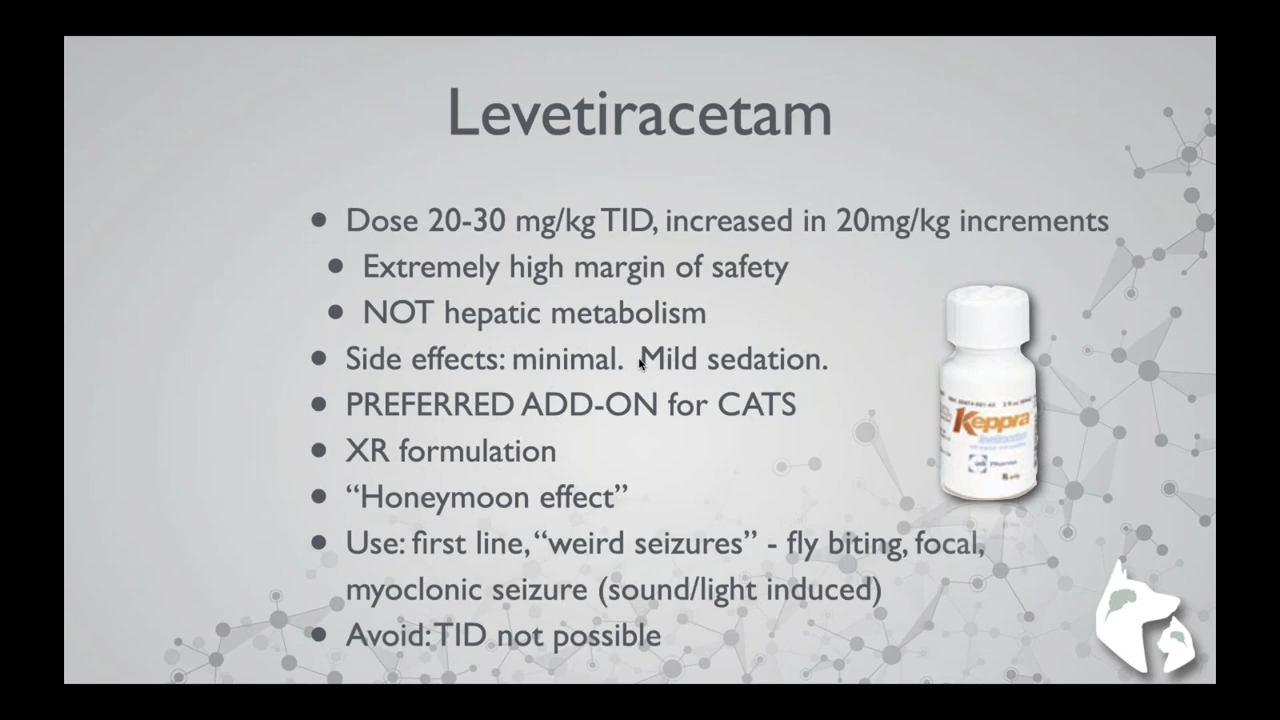 Levetiracetam
• Dose 20-30 mg/kg TID, increased in 20mg/kg increments
• Extremely high margin of safety
• NOT hepatic metabolism
• Side effects: minimal. Mild sedation.
• PREFERRED ADD-ON for CATS
• XR formulation
• “Honeymoon effect”
• Use: first line, “weird seizures” - fly biting, focal,
myoclonic seizure (sound/light induced)
• Avoid: TID not possible
Keppra
levetiracetam